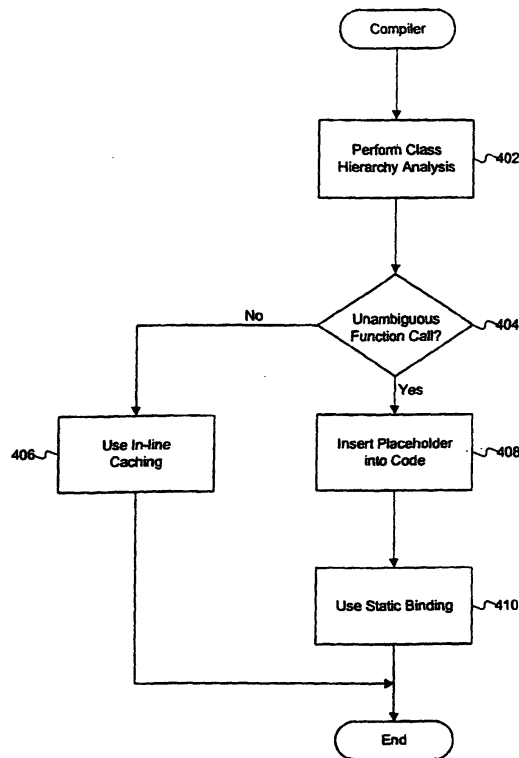 Compiler
Perform Class
Hierarchy Analysis
402
Unambiguous
Function Call?
404
No
Yes
Use In-line
Caching
406
Insert Placeholder
into Code
408
Use Static Binding
410
End